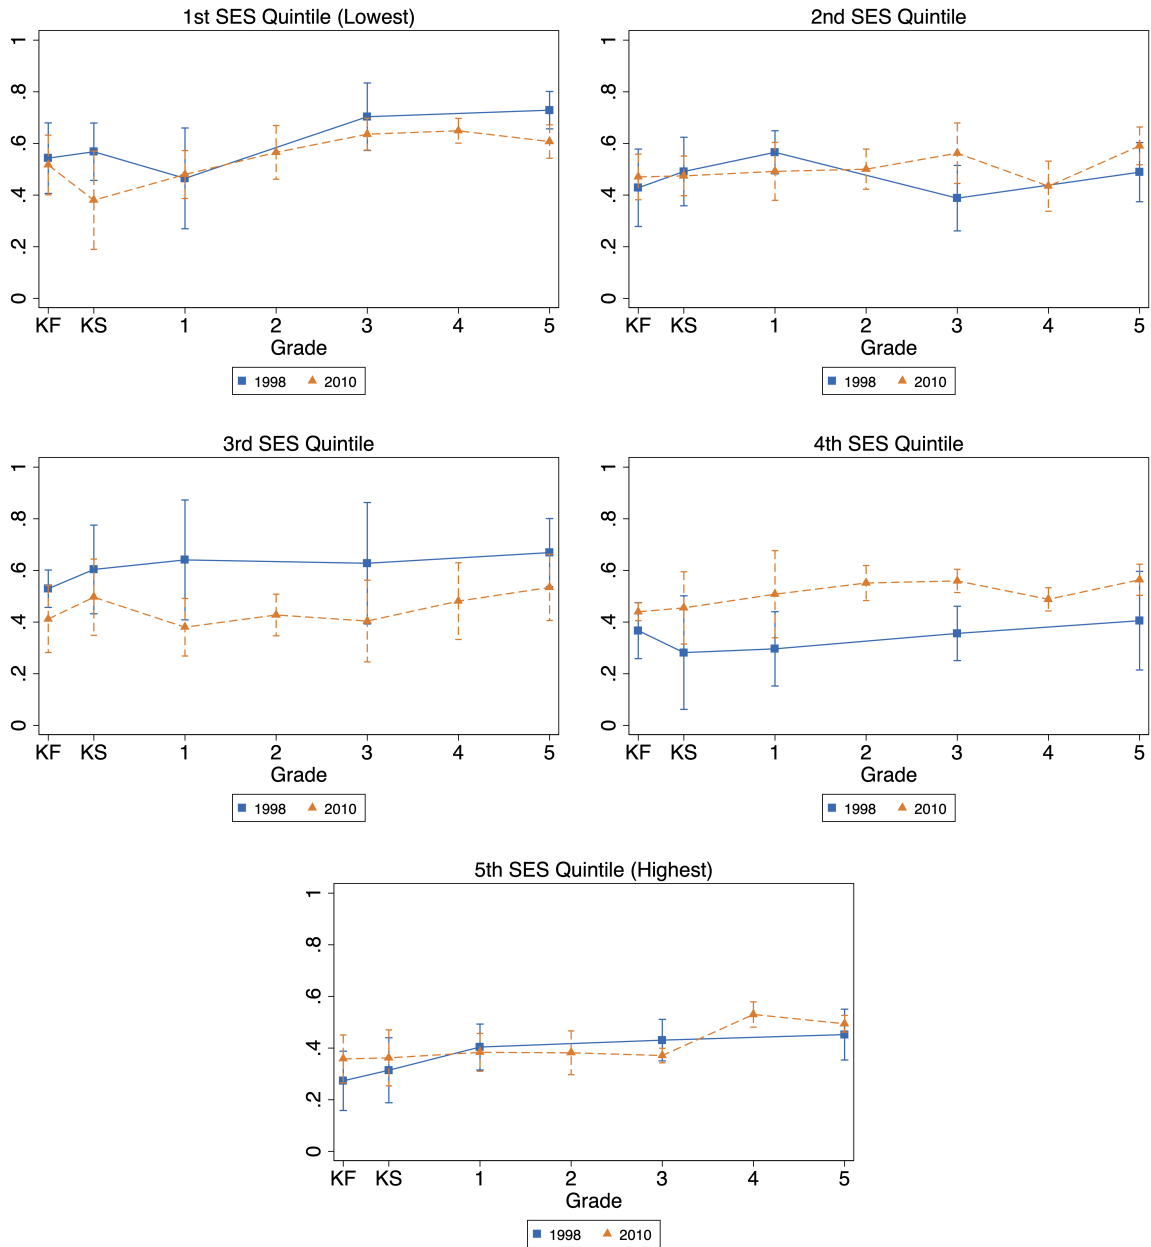 1st SES Quintile (Lowest)
1
.8
.6
.4
.2
0
KF KS 1 2 3 4 5
Grade
1998 2010
2nd SES Quintile
1
.8
.6
.4
.2
0
KF KS 1 2 3 4 5
Grade
1998 2010
3rd SES Quintile
1
.8
.6
.4
.2
0
KF KS 1 2 3 4 5
Grade
1998 2010
4th SES Quintile
1
.8
.6
.4
.2
0
KF KS 1 2 3 4 5
Grade
1998 2010
5th SES Quintile (Highest)
1
.8
.6
.4
.2
0
KF KS 1 2 3 4 5
Grade
1998 2010